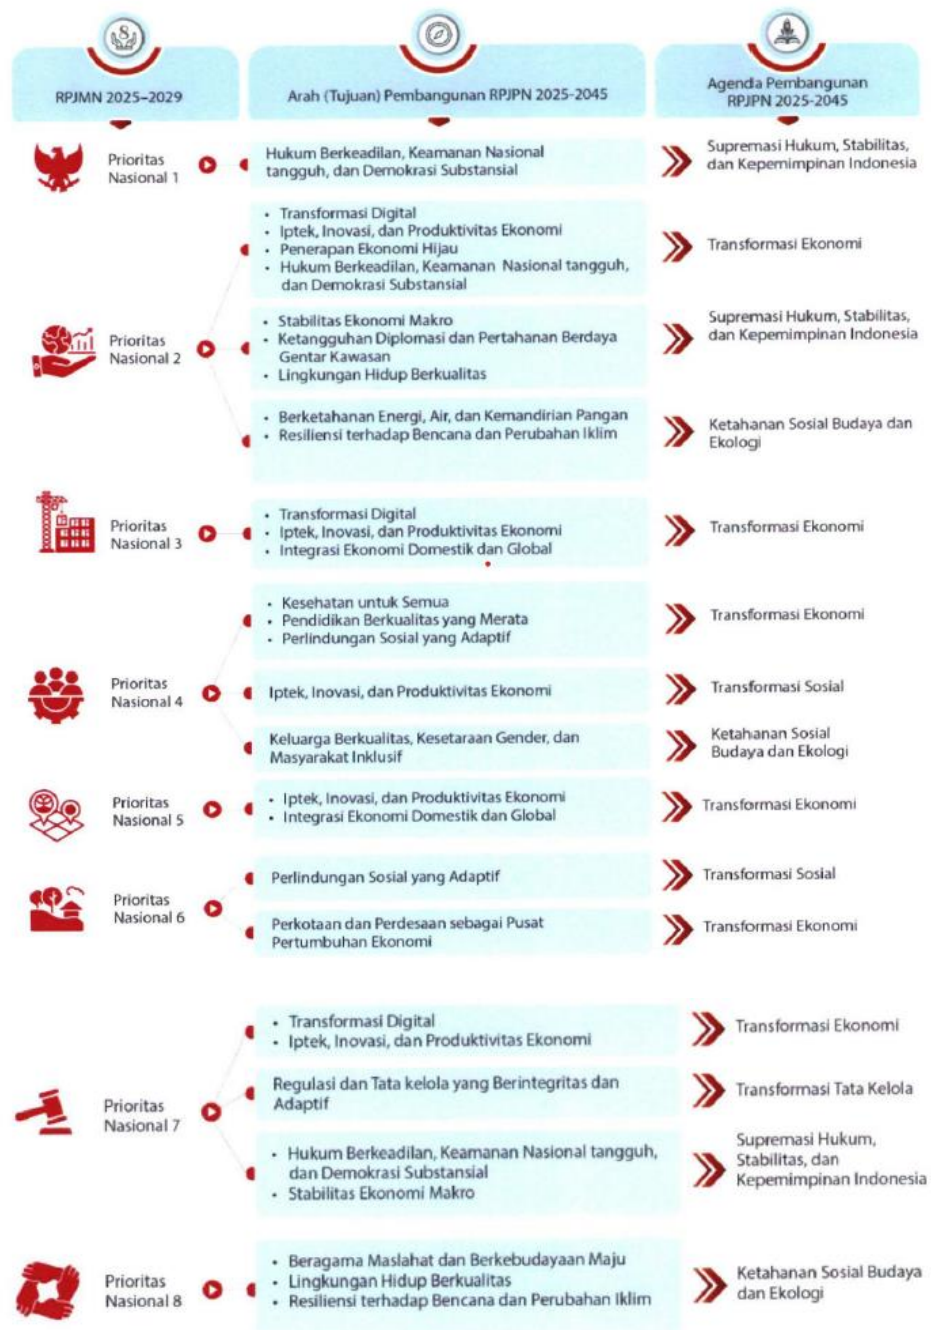 8
RPJMN 2025–2029
Arah (Tujuan) Pembangunan RPJPN 2025-2045
Agenda Pembangunan
RPJPN 2025-2045
Prioritas
Nasional 1
Hukum Berkeadilan, Keamanan Nasional
tangguh, dan Demokrasi Substansial
Supremasi Hukum, Stabilitas,
dan Kepemimpinan Indonesia
Prioritas
Nasional 2
• Transformasi Digital
• Iptek, Inovasi, dan Produktivitas Ekonomi
• Penerapan Ekonomi Hijau
• Hukum Berkeadilan, Keamanan Nasional tangguh,
dan Demokrasi Substansial
Transformasi Ekonomi
• Stabilitas Ekonomi Makro
• Ketangguhan Diplomasi dan Pertahanan Berdaya
Gentar Kawasan
• Lingkungan Hidup Berkualitas
Supremasi Hukum, Stabilitas,
dan Kepemimpinan Indonesia
• Berketahanan Energi, Air, dan Kemandirian Pangan
• Resiliensi terhadap Bencana dan Perubahan Iklim
Ketahanan Sosial Budaya dan
Ekologi
Prioritas
Nasional 3
• Transformasi Digital
• Iptek, Inovasi, dan Produktivitas Ekonomi
• Integrasi Ekonomi Domestik dan Global
Transformasi Ekonomi
Prioritas
Nasional 4
• Kesehatan untuk Semua
• Pendidikan Berkualitas yang Merata
• Perlindungan Sosial yang Adaptif
Transformasi Ekonomi
Iptek, Inovasi, dan Produktivitas Ekonomi
Transformasi Sosial
Keluarga Berkualitas, Kesetaraan Gender, dan
Masyarakat Inklusif
Ketahanan Sosial
Budaya dan Ekologi
Prioritas
Nasional 5
• Iptek, Inovasi, dan Produktivitas Ekonomi
• Integrasi Ekonomi Domestik dan Global
Transformasi Ekonomi
Prioritas
Nasional 6
Perlindungan Sosial yang Adaptif
Transformasi Sosial
Perkotaan dan Perdesaan sebagai Pusat
Pertumbuhan Ekonomi
Transformasi Ekonomi
Prioritas
Nasional 7
• Transformasi Digital
• Iptek, Inovasi, dan Produktivitas Ekonomi
Transformasi Ekonomi
Regulasi dan Tata kelola yang Berintegritas dan
Adaptif
Transformasi Tata Kelola
• Hukum Berkeadilan, Keamanan Nasional tangguh,
dan Demokrasi Substansial
• Stabilitas Ekonomi Makro
Supremasi Hukum,
Stabilitas, dan
Kepemimpinan Indonesia
Prioritas
Nasional 8
• Beragama Maslahat dan Berkebudayaan Maju
• Lingkungan Hidup Berkualitas
• Resiliensi terhadap Bencana dan Perubahan Iklim
Ketahanan Sosial Budaya
dan Ekologi